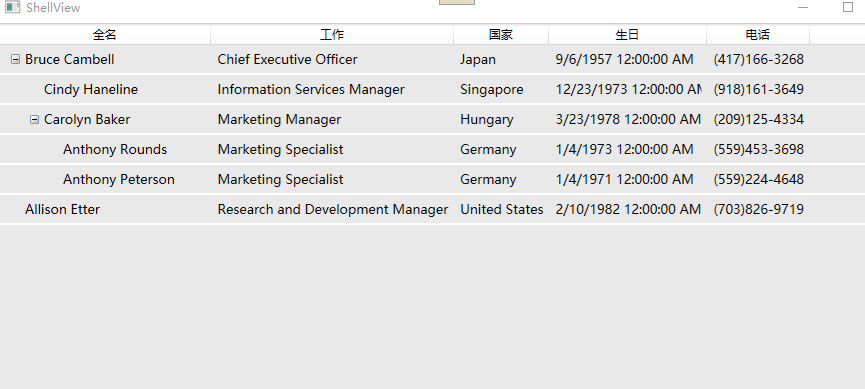 ShellView
全名 工作 国家 生日 电话
Bruce Cambell Chief Executive Officer Japan 9/6/1957 12:00:00 AM (417)166-3268
Cindy Haneline Information Services Manager Singapore 12/23/1973 12:00:00 AM (918)161-3649
Carolyn Baker Marketing Manager Hungary 3/23/1978 12:00:00 AM (209)125-4334
Anthony Rounds Marketing Specialist Germany 1/4/1973 12:00:00 AM (559)453-3698
Anthony Peterson Marketing Specialist Germany 1/4/1971 12:00:00 AM (559)224-4648
Allison Etter Research and Development Manager United States 2/10/1982 12:00:00 AM (703)826-9719